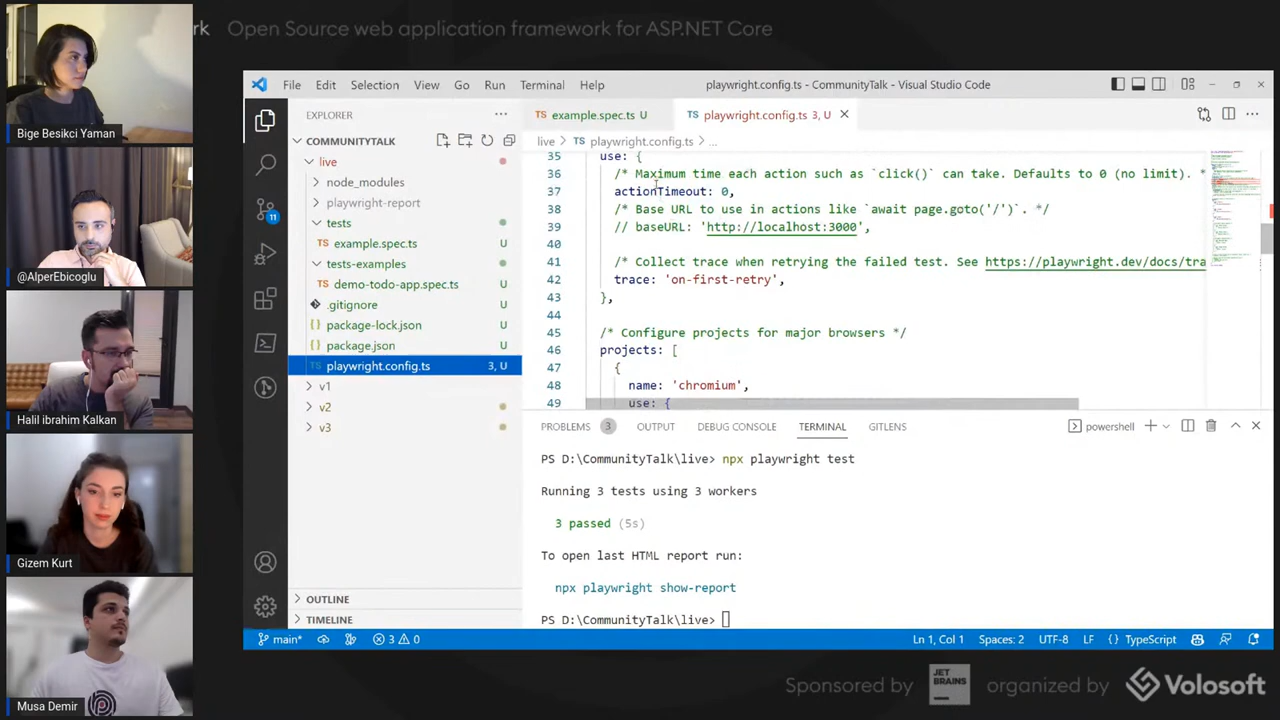 rk Open Source web application framework for ASP.NET Core
Bige Besikci Yaman
@AlperEbicoglu
Halil ibrahim Kalkan
Gizem Kurt
Musa Demir
File Edit Selection View Go Run Terminal Help
playwright.config.ts - CommunityTalk - Visual Studio Code
EXPLORER
COMMUNITYTALK
live
node_modules
playwright-report
tests
TS example.spec.ts U
tests-examples
TS demo-todo-app.spec.ts U
.gitignore U
{} package-lock.json U
{} package.json U
TS playwright.config.ts 3, U
v1
v2
v3
OUTLINE
TIMELINE
11
TS example.spec.ts U
TS playwright.config.ts 3, U
live > TS playwright.config.ts > ...
35 use: {
36 /* Maximum time each action such as `click()` can take. Defaults to 0 (no limit). *
37 actionTimeout: 0,
38 /* Base URL to use in actions like `await page.goto('/')`. */
39 // baseURL: 'http://localhost:3000',
40
41 /* Collect trace when retrying the failed test. See https://playwright.dev/docs/tra
42 trace: 'on-first-retry',
43 },
44
45 /* Configure projects for major browsers */
46 projects: [
47 {
48 name: 'chromium',
49 use: {
PROBLEMS 3 OUTPUT DEBUG CONSOLE TERMINAL GITLENS
powershell
PS D:\CommunityTalk\live> npx playwright test
Running 3 tests using 3 workers
3 passed (5s)
To open last HTML report run:
npx playwright show-report
PS D:\CommunityTalk\live>
main* 3 0 Ln 1, Col 1 Spaces: 2 UTF-8 LF {} TypeScript
Sponsored by JET BRAINS organized by Volosoft